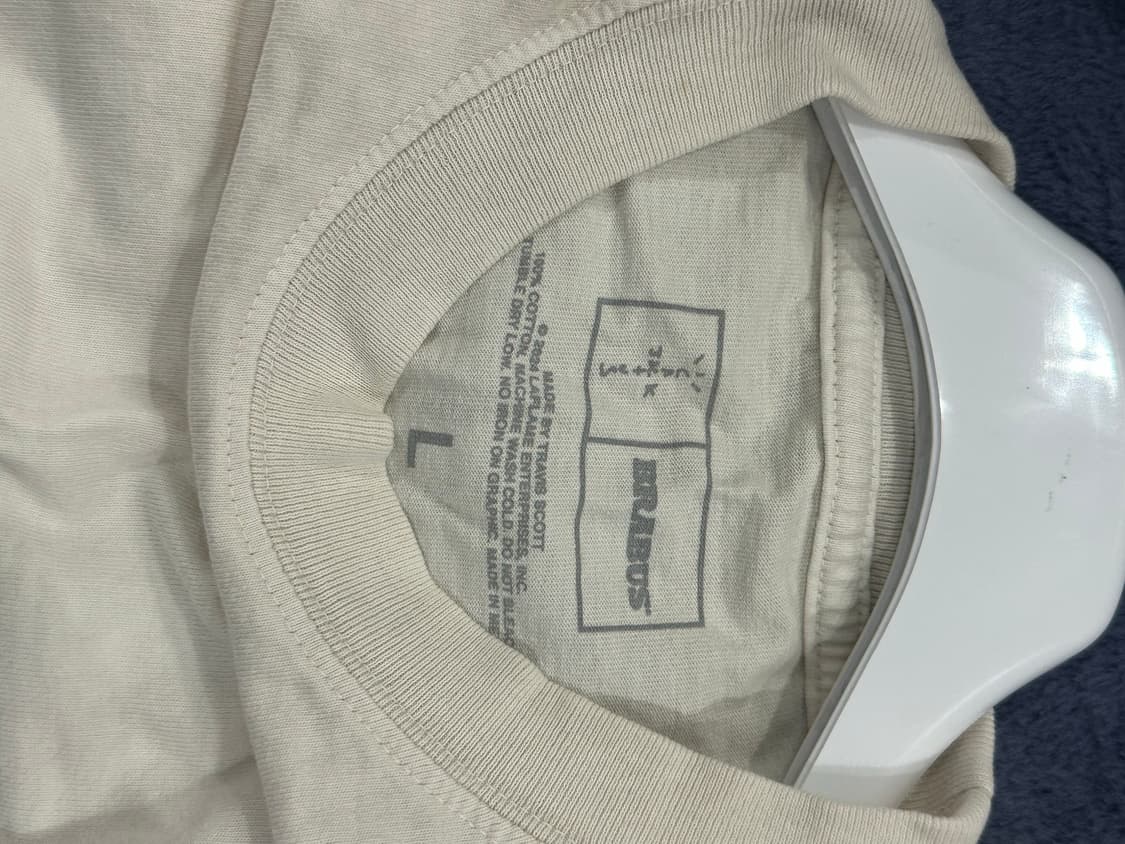 BRABUS
MADE BY TRAVIS SCOTT
© 2024 LAFLAME ENTERPRISES, INC.
100% COTTON. MACHINE WASH COLD. DO NOT
TUMBLE DRY LOW. NO IRON ON GRAPHIC. MADE IN
L